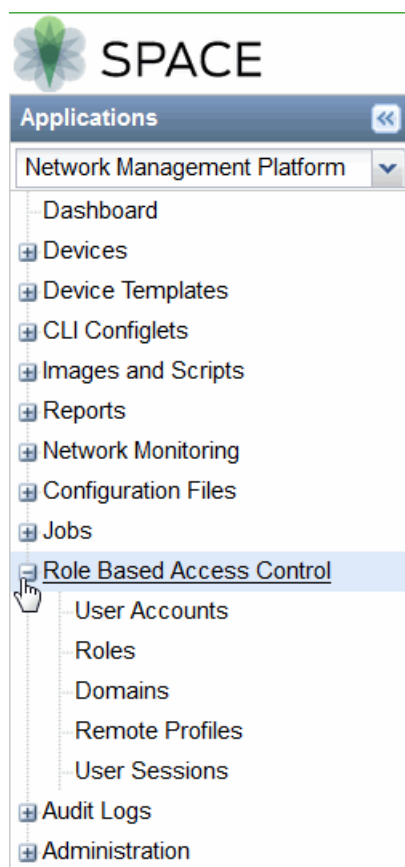 SPACE
Applications
Network Management Platform
Dashboard
Devices
Device Templates
CLI Configlets
Images and Scripts
Reports
Network Monitoring
Configuration Files
Jobs
Role Based Access Control
User Accounts
Roles
Domains
Remote Profiles
User Sessions
Audit Logs
Administration